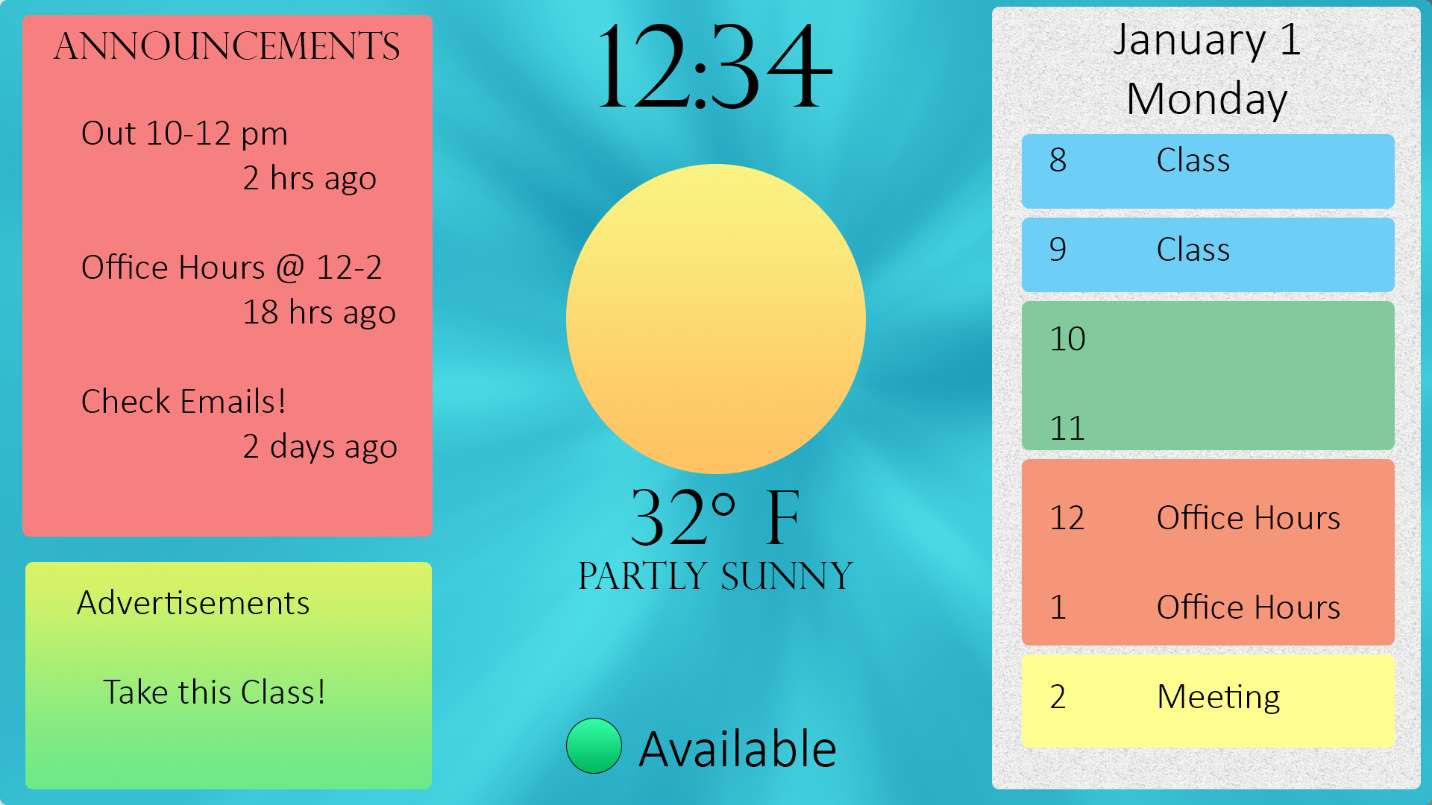 ANNOUNCEMENTS
Out 10-12 pm
2 hrs ago
Office Hours @ 12-2
18 hrs ago
Check Emails!
2 days ago
Advertisements
Take this Class!
12:34
32° F
PARTLY SUNNY
Available
January 1
Monday
8 Class
9 Class
10
11
12 Office Hours
1 Office Hours
2 Meeting